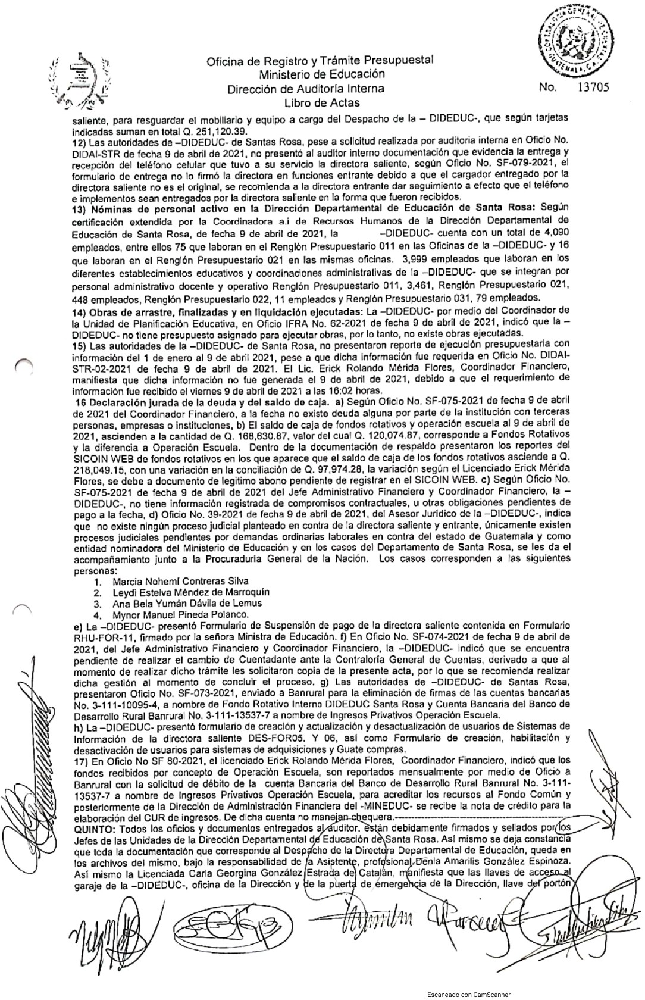 CONTRALORÍA GENERAL DE CUENTAS
GUATEMALA, C.A.
Oficina de Registro y Trámite Presupuestal
Ministerio de Educación
Dirección de Auditoría Interna
Libro de Actas
No. 13705
saliente, para resguardar el mobiliario y equipo a cargo del Despacho de la – DIDEDUC-, que según tarjetas
indicadas suman en total Q. 251,120.39.
12) Las autoridades de –DIDEDUC- de Santas Rosa, pese a solicitud realizada por auditoria interna en Oficio No.
DIDAI-STR de fecha 9 de abril de 2021, no presentó al auditor interno documentación que evidencia la entrega y
recepción del teléfono celular que tuvo a su servicio la directora saliente, según Oficio No. SF-079-2021, el
formulario de entrega no lo firmó la directora en funciones entrante debido a que el cargador entregado por la
directora saliente no es el original, se recomienda a la directora entrante dar seguimiento a efecto que el teléfono
e implementos sean entregados por la directora saliente en la forma que fueron recibidos.
13) Nóminas de personal activo en la Dirección Departamental de Educación de Santa Rosa: Según
certificación extendida por la Coordinadora a.i de Recursos Humanos de la Dirección Departamental de
Educación de Santa Rosa, de fecha 9 de abril de 2021, la –DIDEDUC- cuenta con un total de 4,090
empleados, entre ellos 75 que laboran en el Renglón Presupuestario 011 en las Oficinas de la –DIDEDUC- y 16
que laboran en el Renglón Presupuestario 021 en las mismas oficinas. 3,999 empleados que laboran en los
diferentes establecimientos educativos y coordinaciones administrativas de la –DIDEDUC- que se integran por
personal administrativo docente y operativo Renglón Presupuestario 011, 3,461, Renglón Presupuestario 021,
448 empleados, Renglón Presupuestario 022, 11 empleados y Renglón Presupuestario 031, 79 empleados.
14) Obras de arrastre, finalizadas y en liquidación ejecutadas: La –DIDEDUC- por medio del Coordinador de
la Unidad de Planificación Educativa, en Oficio IFRA No. 62-2021 de fecha 9 de abril de 2021, indicó que la –
DIDEDUC- no tiene presupuesto asignado para ejecutar obras, por lo tanto, no existe obras ejecutadas.
15) Las autoridades de la –DIDEDUC- de Santa Rosa, no presentaron reporte de ejecución presupuestaria con
información del 1 de enero al 9 de abril 2021, pese a que dicha Información fue requerida en Oficio No. DIDAI-
STR-02-2021 de fecha 9 de abril de 2021. El Lic. Erick Rolando Mérida Flores, Coordinador Financiero,
manifiesta que dicha información no fue generada el 9 de abril de 2021, debido a que el requerimiento de
información fue recibido el viernes 9 de abril de 2021 a las 16:02 horas.
16 Declaración jurada de la deuda y del saldo de caja. a) Según Oficio No. SF-075-2021 de fecha 9 de abril
de 2021 del Coordinador Financiero, a la fecha no existe deuda alguna por parte de la institución con terceras
personas, empresas o instituciones, b) El saldo de caja de fondos rotativos y operación escuela al 9 de abril de
2021, ascienden a la cantidad de Q. 168,630.87, valor del cual Q. 120,074.87, corresponde a Fondos Rotativos
y la diferencia a Operación Escuela. Dentro de la documentación de respaldo presentaron los reportes del
SICOIN WEB de fondos rotativos en los que aparece que el saldo de caja de los fondos rotativos asciende a Q.
218,049.15, con una variación en la conciliación de Q. 97,974.28, la variación según el Licenciado Erick Mérida
Flores, se debe a documento de legitimo abono pendiente de registrar en el SICOIN WEB. c) Según Oficio No.
SF-075-2021 de fecha 9 de abril de 2021 del Jefe Administrativo Financiero y Coordinador Financiero, la –
DIDEDUC-, no tiene información registrada de compromisos contractuales, u otras obligaciones pendientes de
pago a la fecha, d) Oficio No. 39-2021 de fecha 9 de abril de 2021, del Asesor Jurídico de la –DIDEDUC-, indica
que no existe ningún proceso judicial planteado en contra de la directora saliente y entrante, únicamente existen
procesos judiciales pendientes por demandas ordinarias laborales en contra del estado de Guatemala y como
entidad nominadora del Ministerio de Educación y en los casos del Departamento de Santa Rosa, se les da el
acompañamiento junto a la Procuraduria General de la Nación. Los casos corresponden a las siguientes
personas:
1. Marcia Nohemí Contreras Silva
2. Leydi Estelva Méndez de Marroquín
3. Ana Bela Yumán Dávila de Lemus
4. Mynor Manuel Pineda Polanco.
e) La –DIDEDUC- presentó Formulario de Suspensión de pago de la directora saliente contenida en Formulario
RHU-FOR-11, firmado por la señora Ministra de Educación. f) En Oficio No. SF-074-2021 de fecha 9 de abril de
2021, del Jefe Administrativo Financiero y Coordinador Financiero, la –DIDEDUC- indicó que se encuentra
pendiente de realizar el cambio de Cuentadante ante la Contraloría General de Cuentas, derivado a que al
momento de realizar dicho trámite les solicitaron copia de la presente acta, por lo que se recomienda realizar
dicha gestión al momento de concluir el proceso. g) Las autoridades de –DIDEDUC- de Santas Rosa,
presentaron Oficio No. SF-073-2021, enviado a Banrural para la eliminación de firmas de las cuentas bancarias
No. 3-111-10095-4, a nombre de Fondo Rotativo Interno DIDEDUC Santa Rosa y Cuenta Bancaria del Banco de
Desarrollo Rural Banrural No. 3-111-13537-7 a nombre de Ingresos Privativos Operación Escuela.
h) La –DIDEDUC- presentó formulario de creación y actualización y desactualización de usuarios de Sistemas de
Información de la directora saliente DES-FOR05. Y 06, así como Formulario de creación, habilitación y
desactivación de usuarios para sistemas de adquisiciones y Guate compras.
17) En Oficio No SF 80-2021, el licenciado Erick Rolando Mérida Flores, Coordinador Financiero, indicó que los
fondos recibidos por concepto de Operación Escuela, son reportados mensualmente por medio de Oficio a
Banrural con la solicitud de débito de la cuenta Bancaria del Banco de Desarrollo Rural Banrural No. 3-111-
13537-7 a nombre de Ingresos Privativos Operación Escuela, para acreditar los recursos al Fondo Común y
posteriormente de la Dirección de Administración Financiera del -MINEDUC- se recibe la nota de crédito para la
elaboración del CUR de ingresos. De dicha cuenta no manejan chequera.-------------------------------------------------
QUINTO: Todos los oficios y documentos entregados al auditor, están debidamente firmados y sellados por los
Jefes de las Unidades de la Dirección Departamental de Educación de Santa Rosa. Así mismo se deja constancia
que toda la documentación que corresponde al Despacho de la Directora Departamental de Educación, queda en
los archivos del mismo, bajo la responsabilidad de la Asistente, profesional Denla Amarilis González Espinoza.
Así mismo la Licenciada Carla Georgina González Estrada de Catalán, manifiesta que las llaves de acceso al
garaje de la –DIDEDUC-, oficina de la Dirección y de la puerta de emergencia de la Dirección, llave del portón
Escaneado con CamScanner